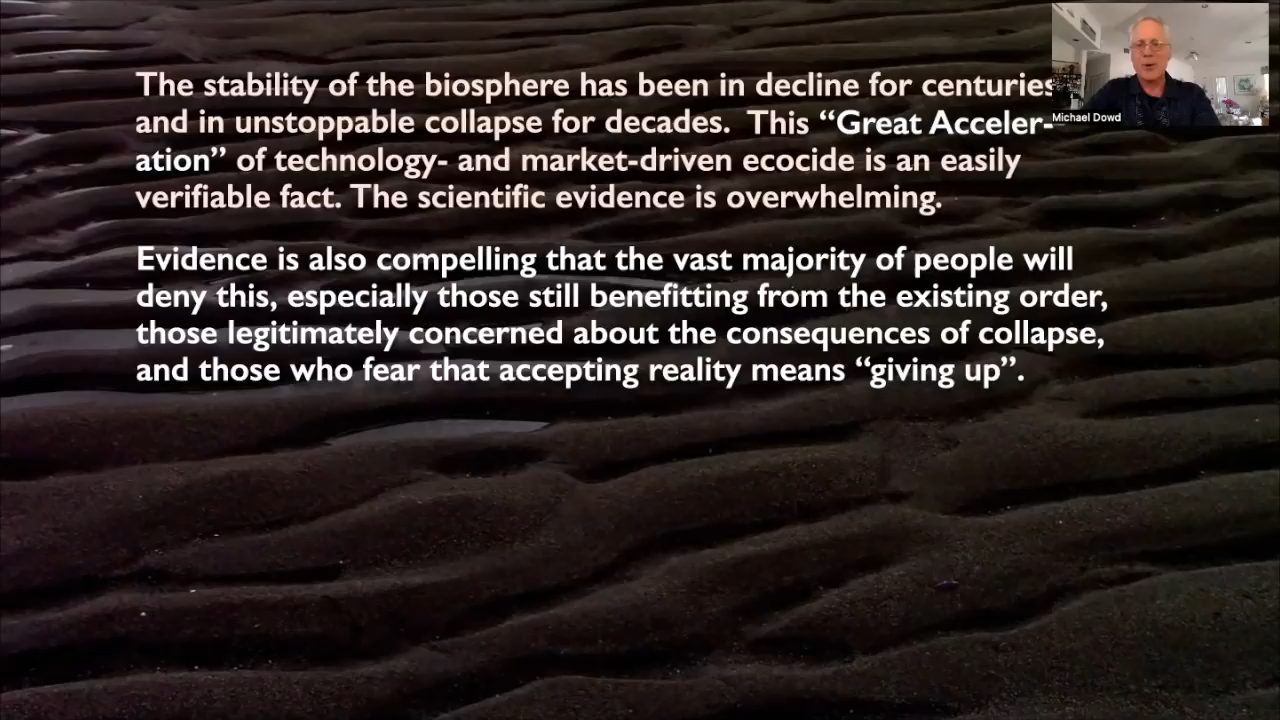 The stability of the biosphere has been in decline for centuries
and in unstoppable collapse for decades. This “Great Acceler-
ation” of technology- and market-driven ecocide is an easily
verifiable fact. The scientific evidence is overwhelming.
Evidence is also compelling that the vast majority of people will
deny this, especially those still benefitting from the existing order,
those legitimately concerned about the consequences of collapse,
and those who fear that accepting reality means “giving up”.
Michael Dowd